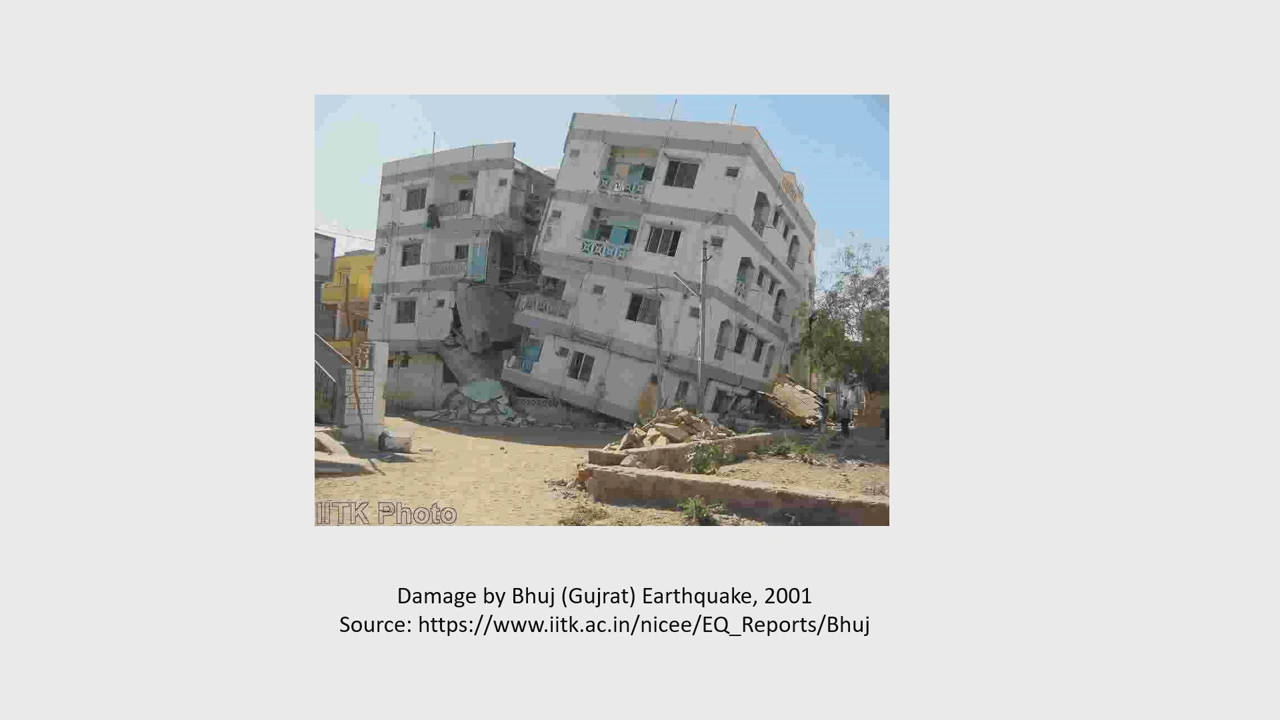 IITK Photo
Damage by Bhuj (Gujrat) Earthquake, 2001
Source: https://www.iitk.ac.in/nicee/EQ_Reports/Bhuj